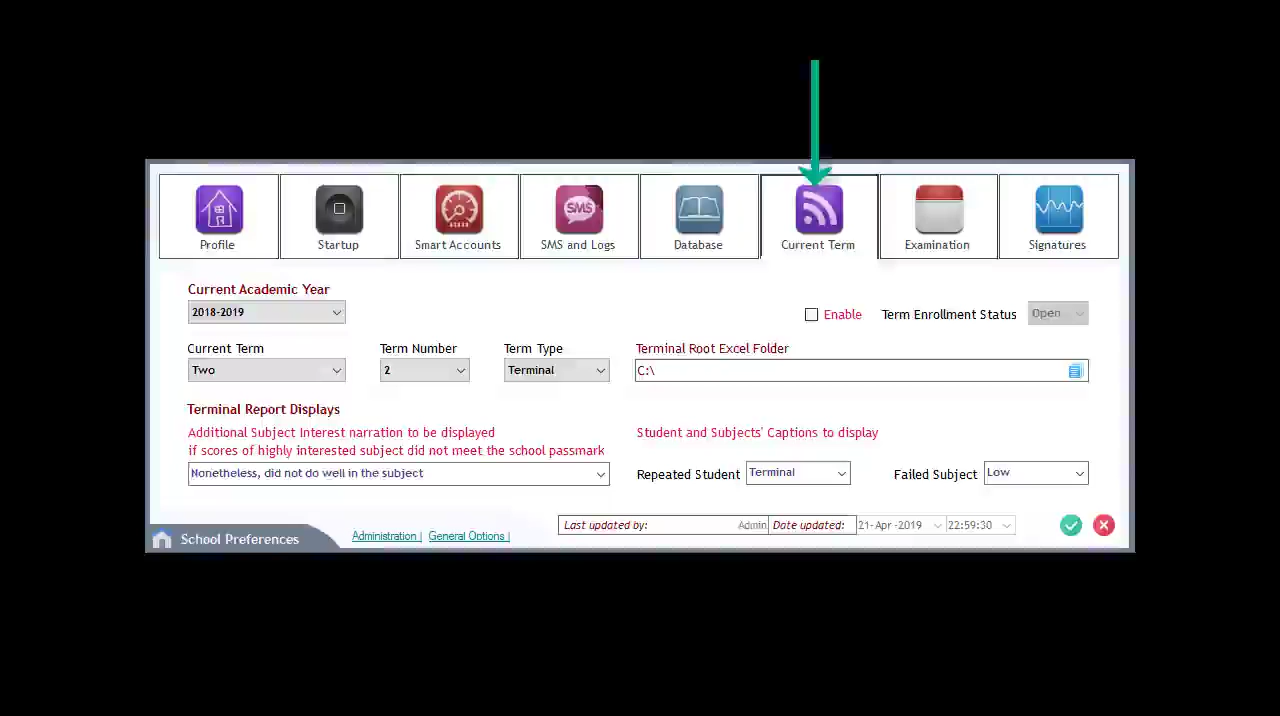 SMS
Profile
Startup
Smart Accounts
SMS and Logs
Database
Current Term
Examination
Signatures
Current Academic Year
2018-2019
Enable
Term Enrollment Status
Open
Current Term
Term Number
Term Type
Terminal Root Excel Folder
Two
2
Terminal
C:\
Terminal Report Displays
Additional Subject Interest narration to be displayed
if scores of highly interested subject did not meet the school passmark
Student and Subjects' Captions to display
Nonetheless, did not do well in the subject
Repeated Student
Terminal
Failed Subject
Low
School Preferences
Administration |
General Options |
Last updated by:
Admin
Date updated:
21-Apr -2019
22:59:30